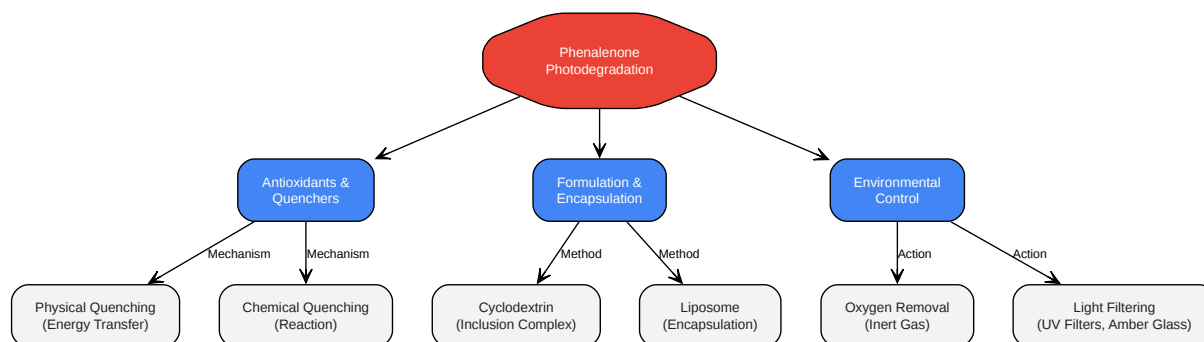 Phenalenone
Photodegradation
Antioxidants &
Quenchers
Formulation &
Encapsulation
Environmental
Control
Mechanism
Mechanism
Method
Method
Action
Action
Physical Quenching
(Energy Transfer)
Chemical Quenching
(Reaction)
Cyclodextrin
(Inclusion Complex)
Liposome
(Encapsulation)
Oxygen Removal
(Inert Gas)
Light Filtering
(UV Filters, Amber Glass)